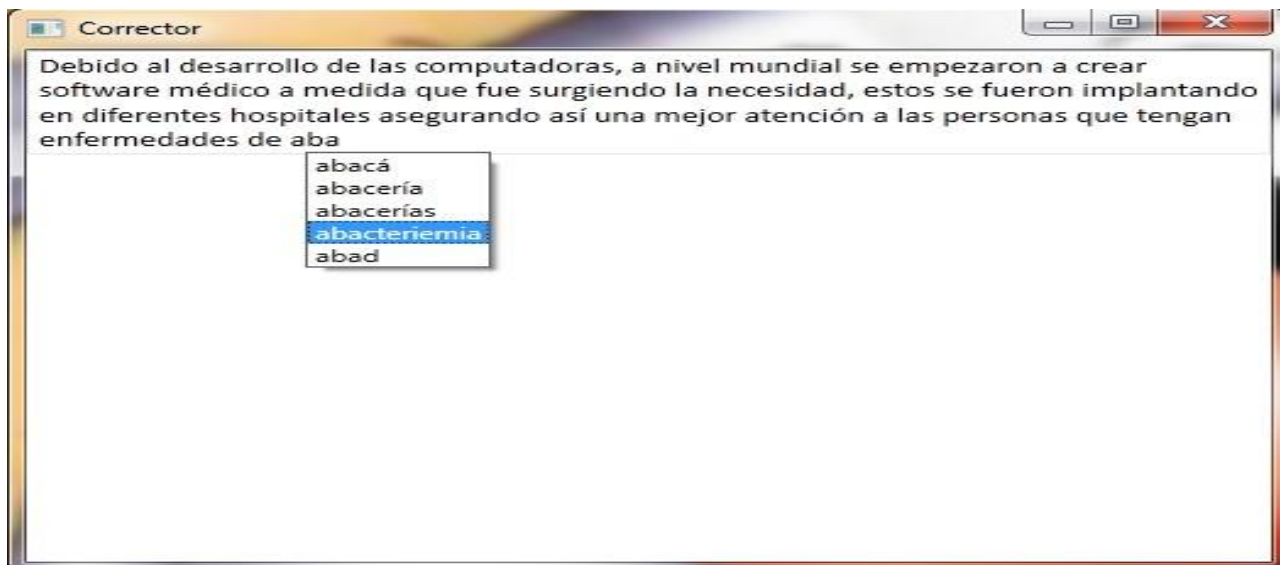 Corrector
Debido al desarrollo de las computadoras, a nivel mundial se empezaron a crear
software médico a medida que fue surgiendo la necesidad, estos se fueron implantando
en diferentes hospitales asegurando así una mejor atención a las personas que tengan
enfermedades de aba
abacá
abacería
abacerías
abacteriemia
abad